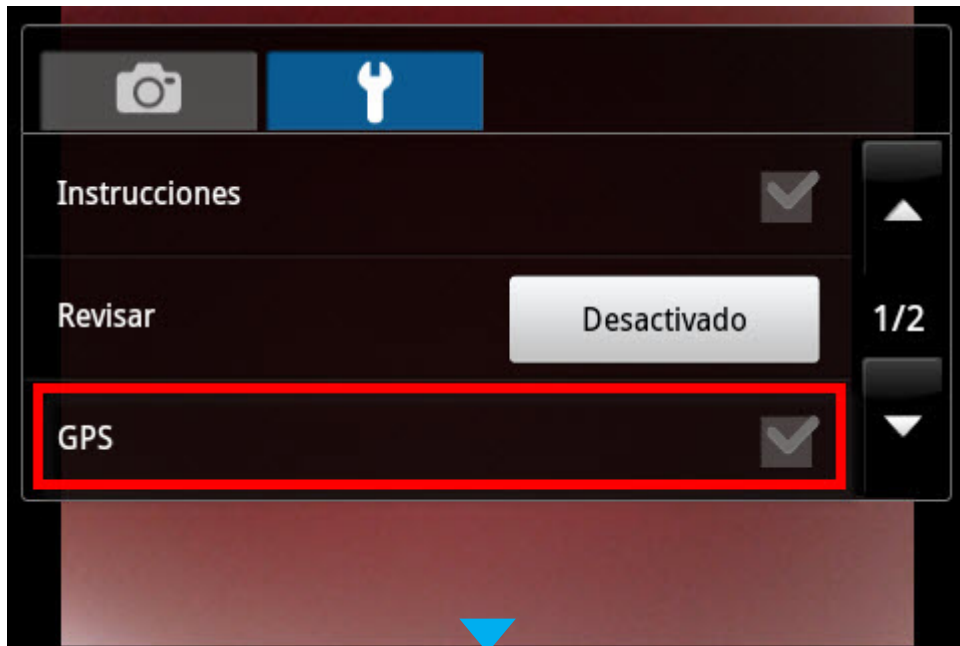 Instrucciones
Revisar
Desactivado
1/2
GPS